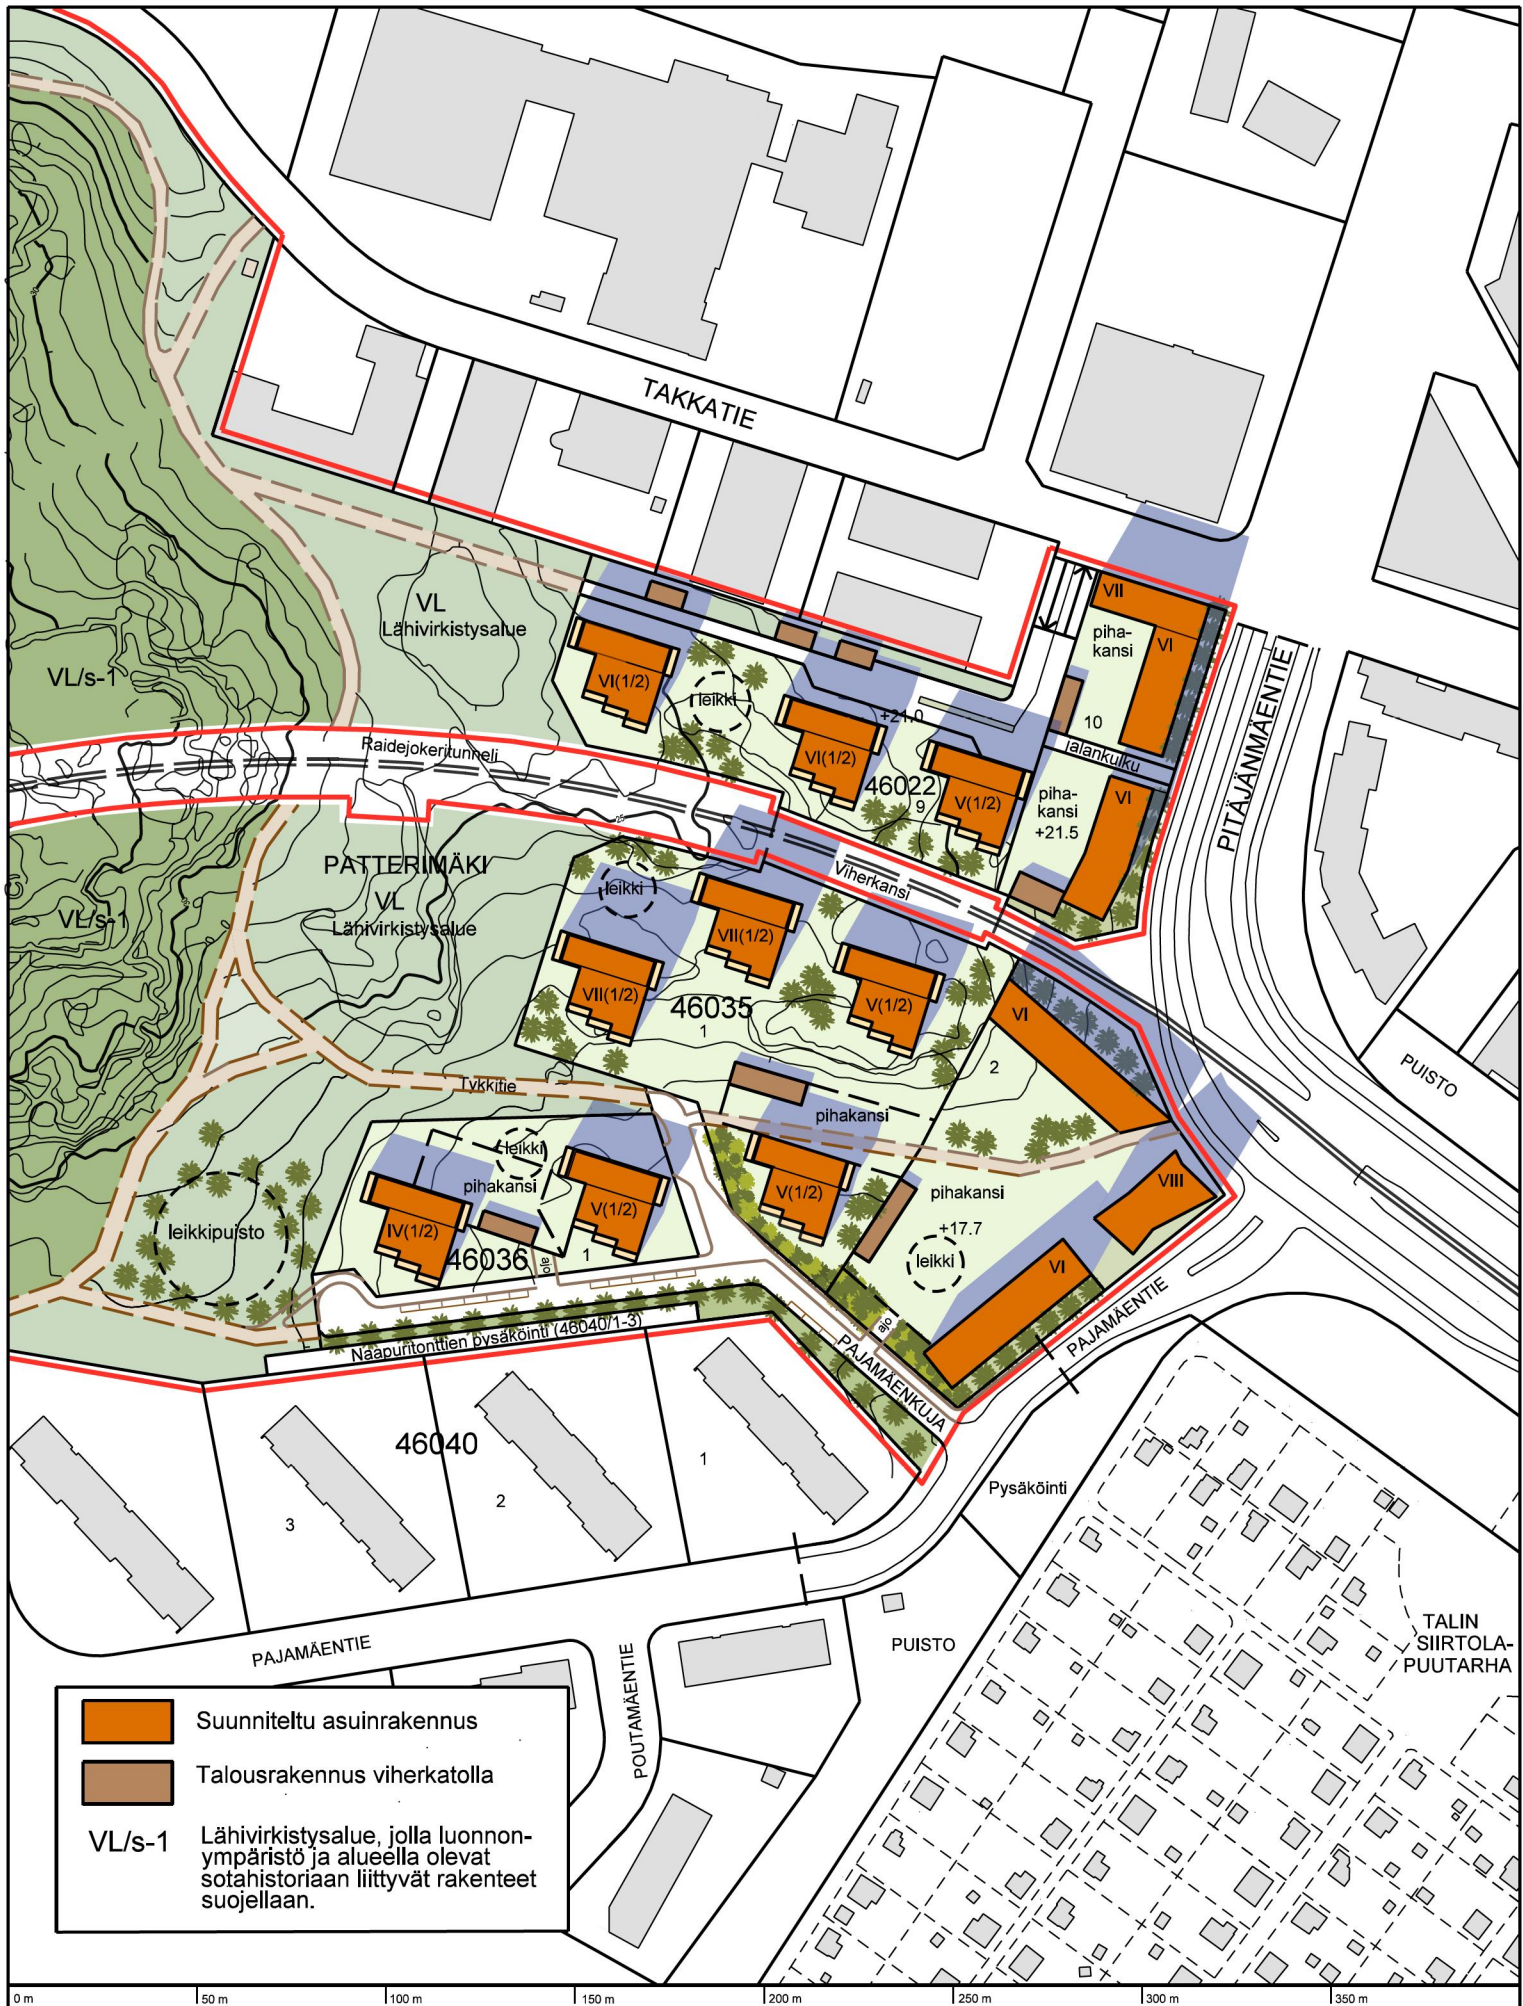 30
TAKKATIE
VL
Lähivirkistysalue
VL/s-1
VII
piha-
kansi
VI
10
jalankulku
VI(1/2)
leikki
+21.0
VI(1/2)
46022
9
V(1/2)
piha-
kansi
+21.5
VI
PITÄJÄNMÄENTIE
Raidejokeritunneli
25
Viherkansi
PATTERIMÄKI
VL
Lähivirkistysalue
VL/s-1
leikki
VII(1/2)
VII(1/2)
46035
1
V(1/2)
VI
2
PUISTO
Tykkitie
pihakansi
leikki
pihakansi
IV(1/2)
V(1/2)
46036
1
ajo
leikkipuisto
V(1/2)
pihakansi
+17.7
leikki
VIII
VI
ajo
PAJAMÄENTIE
PAJAMÄENKUJA
Naapuritonttien pysäköinti (46040/1-3)
46040
3
2
1
Pysäköinti
PAJAMÄENTIE
POUTAMÄENTIE
PUISTO
TALIN
SIIRTOLA-
PUUTARHA
Suunniteltu asuinrakennus
Talousrakennus viherkatolla
VL/s-1
Lähivirkistysalue, jolla luonnon-
ympäristö ja alueella olevat
sotahistoriaan liittyvät rakenteet
suojellaan.
0 m
50 m
100 m
150 m
200 m
250 m
300 m
350 m